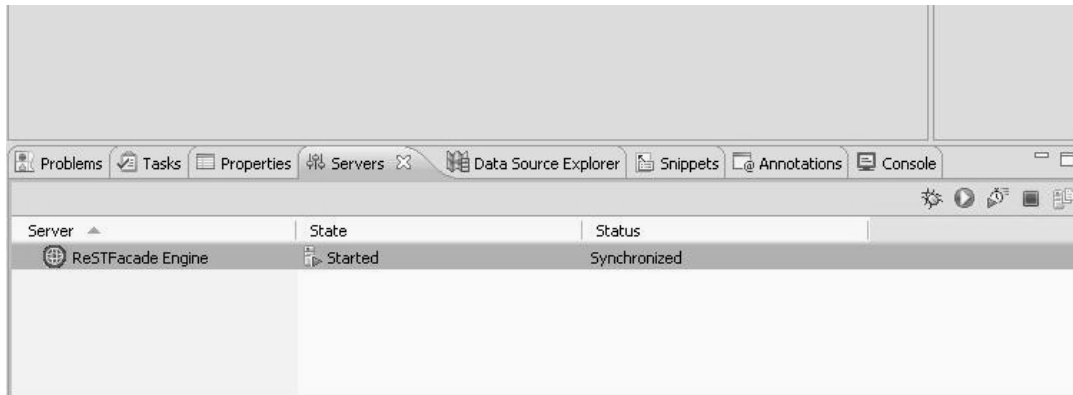 Problems Tasks Properties Servers Data Source Explorer Snippets Annotations Console
Server State Status
ReSTFacade Engine Started Synchronized